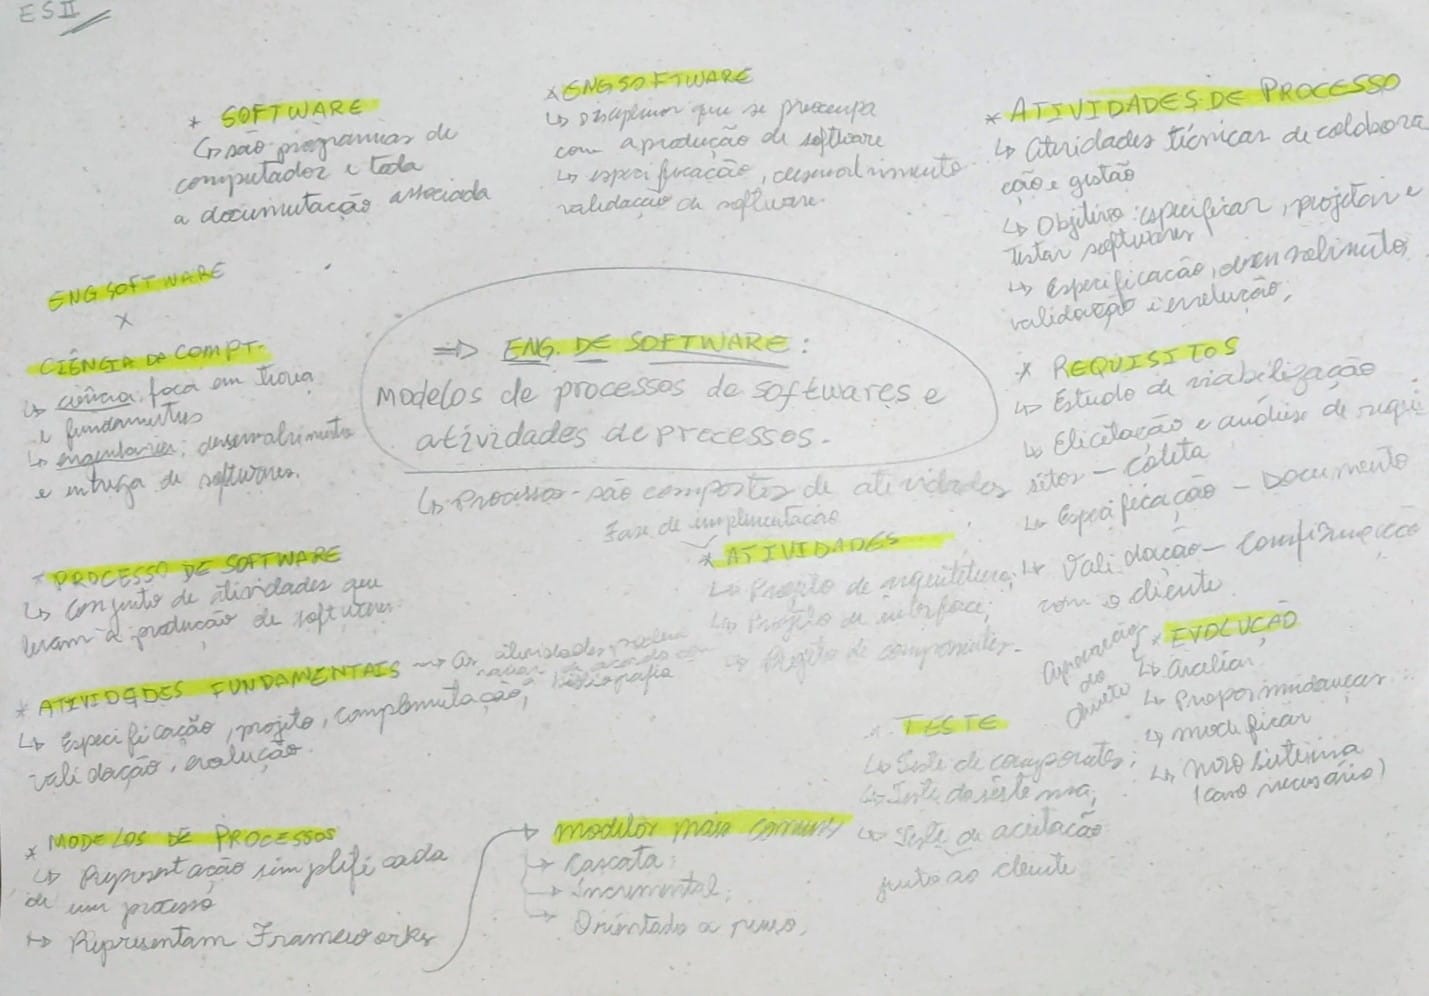 ES II
* SOFTWARE
↳ são programas de
computador e toda
a documentação associada
* ENG SOFTWARE
↳ Disciplina que se preocupa
com a produção de software
↳ especificação, desenvolvimento
validação de software.
* ATIVIDADES DE PROCESSO
↳ atividades técnicas de colabora
ção e gestão
↳ Objetivo: especificar, projetar e
testar softwares
↳ Especificação, desenvolvimento,
validação e evolução,
ENG SOFTWARE
X
CIÊNCIA DA COMPT.
↳ ciência, foca em teoria
e fundamentos
↳ engenharia; desenvolvimento
e entrega de softwares.
⇒ ENG. DE SOFTWARE:
Modelos de processos de softwares e
atividades de processos.
↳ Processos - são compostos de atividades
* REQUISITOS
↳ Estudo de viabilização
↳ Elicitação e análise de requi
sitos - Coleta
↳ Especificação - Documento
↳ Validação - Confirmação
com o cliente
Fase de implementação
* ATIVIDADES
↳ Projeto de arquitetura;
↳ Projeto de interface;
↳ Projeto de componentes.
* PROCESSO DE SOFTWARE
↳ Conjunto de atividades que
levam à produção de software.
* ATIVIDADES FUNDAMENTAIS → as atividades podem
variar de acordo com
a bibliografia
↳ Especificação, projeto,
validação, evolução.
* EVOLUÇÃO
↳ avaliar,
↳ Propor mudanças
↳ modificar
↳ novo sistema
(caso necessário)
aprovação
do
cliente
* TESTE
↳ Teste de componentes;
↳ Teste do sistema;
↳ Teste de aceitação
junto ao cliente
* MODELOS DE PROCESSOS
↳ Representação simplificada
de um processo
↳ Representam Frameworks
→ modelos mais comuns
→ Cascata;
→ Incremental;
→ Orientado a reuso.